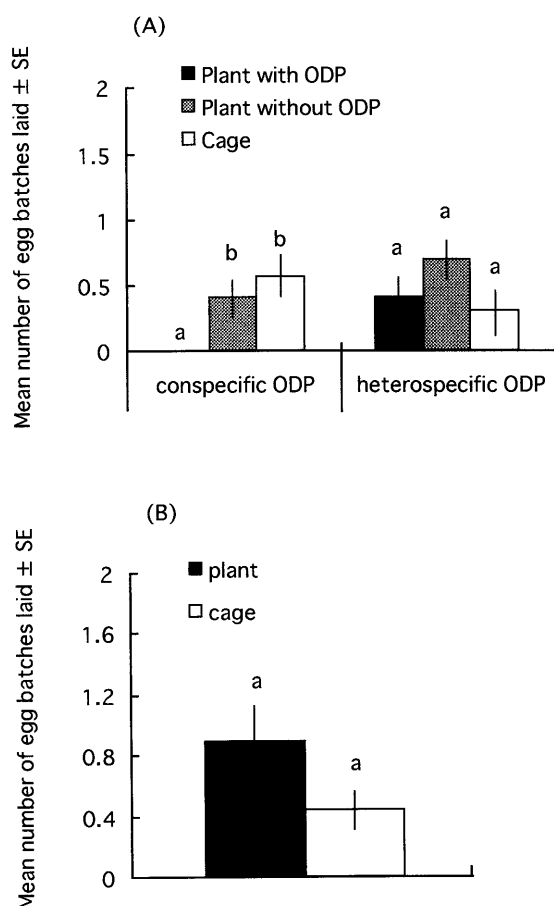 (A)
Mean number of egg batches laid ± SE
Plant with ODP
Plant without ODP
Cage
2
1.5
1
0.5
0
a
b
b
a
a
a
conspecific ODP
heterospecific ODP
(B)
Mean number of egg batches laid ± SE
plant
cage
2
1.6
1.2
0.8
0.4
0
a
a